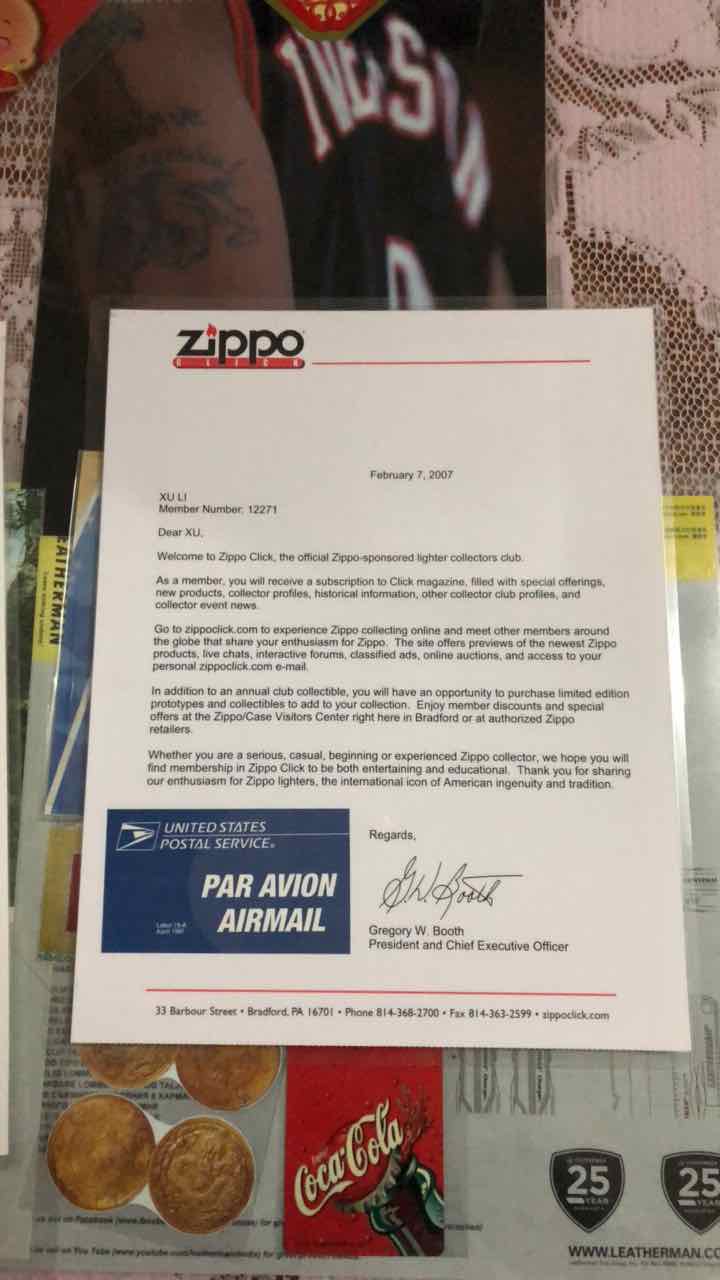 IVERSON
zippo
CLICK
February 7, 2007
XU LI
Member Number: 12271
Dear XU,
Welcome to Zippo Click, the official Zippo-sponsored lighter collectors club.
As a member, you will receive a subscription to Click magazine, filled with special offerings,
new products, collector profiles, historical information, other collector club profiles, and
collector event news.
Go to zippoclick.com to experience Zippo collecting online and meet other members around
the globe that share your enthusiasm for Zippo. The site offers previews of the newest Zippo
products, live chats, interactive forums, classified ads, online auctions, and access to your
personal zippoclick.com e-mail.
In addition to an annual club collectible, you will have an opportunity to purchase limited edition
prototypes and collectibles to add to your collection. Enjoy member discounts and special
offers at the Zippo/Case Visitors Center right here in Bradford or at authorized Zippo
retailers.
Whether you are a serious, casual, beginning or experienced Zippo collector, we hope you will
find membership in Zippo Click to be both entertaining and educational. Thank you for sharing
our enthusiasm for Zippo lighters, the international icon of American ingenuity and tradition.
UNITED STATES
POSTAL SERVICE®
PAR AVION
AIRMAIL
Label 19-A
April 1991
Regards,
G.W. Booth
Gregory W. Booth
President and Chief Executive Officer
33 Barbour Street • Bradford, PA 16701 • Phone 814-368-2700 • Fax 814-363-2599 • zippoclick.com
EATHERMAN
Coca-Cola
25
YEAR
25
YEAR
WWW.LEATHERMAN.CO